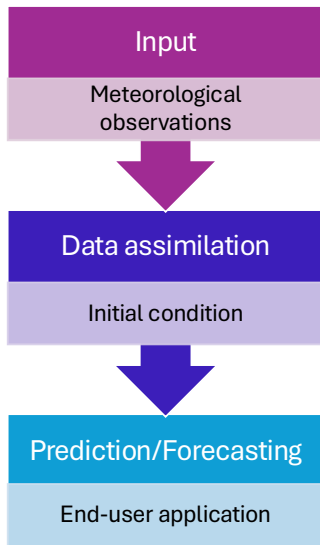 Input
Meteorological
observations
Data assimilation
Initial condition
Prediction/Forecasting
End-user application